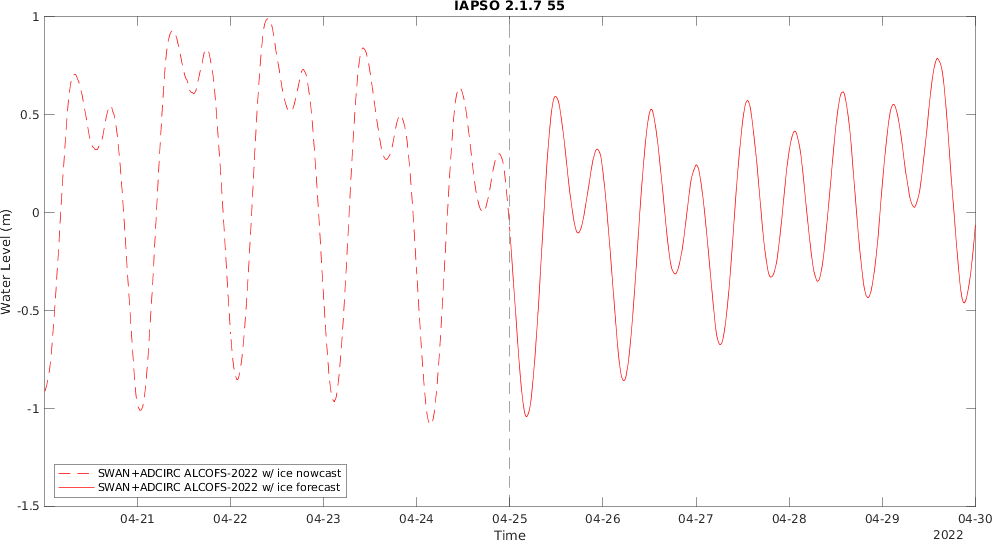 IAPSO 2.1.7 55
Water Level (m)
1
0.5
0
-0.5
-1
-1.5
SWAN+ADCIRC ALCOFS-2022 w/ ice nowcast
SWAN+ADCIRC ALCOFS-2022 w/ ice forecast
04-21 04-22 04-23 04-24 04-25 04-26 04-27 04-28 04-29 04-30
Time
2022